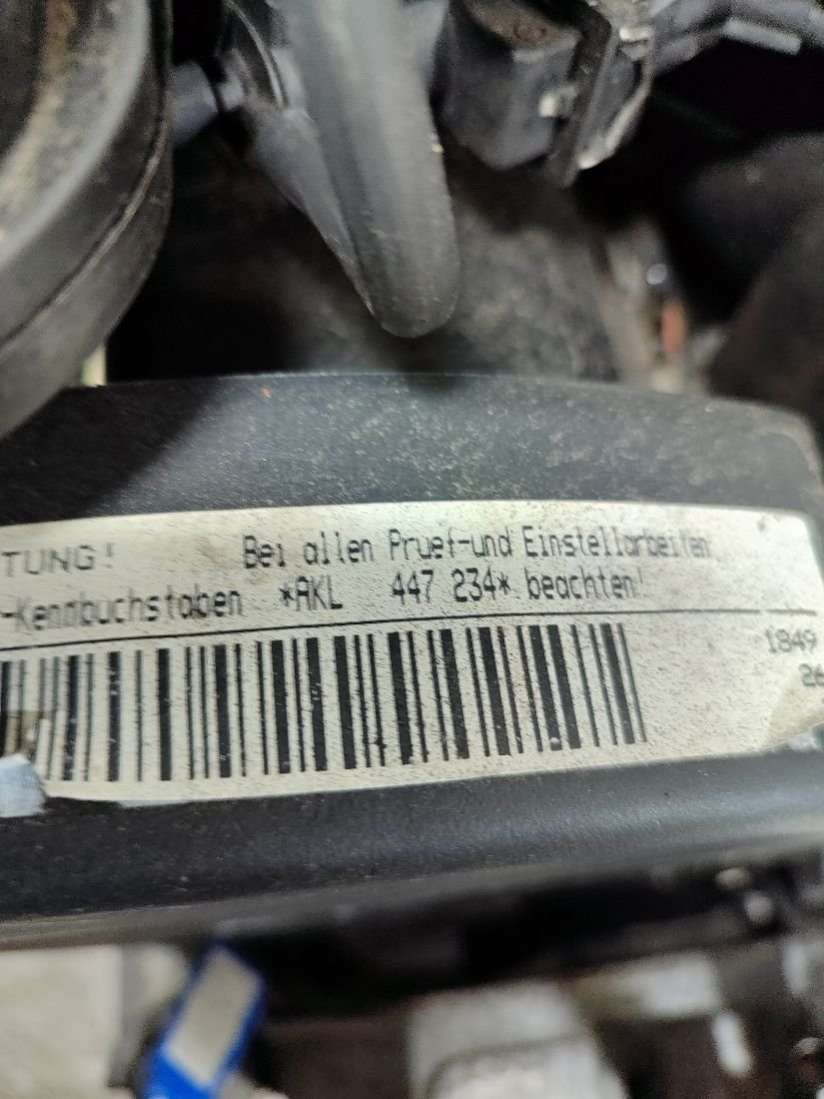 TUNG! Bei allen Pruef-und Einstellarbeiten
-Kennbuchstaben *AKL 447 234* beachten!
1849
26